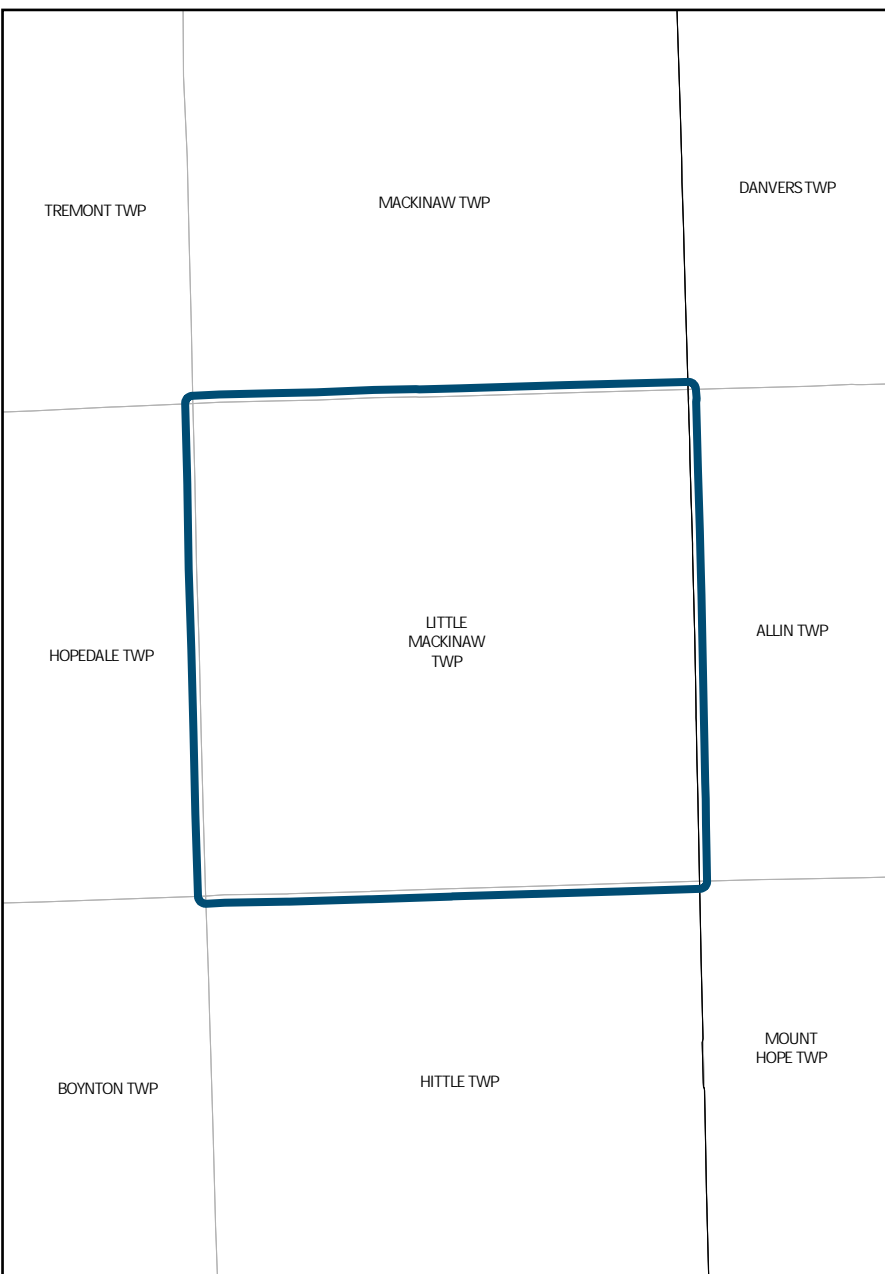 DANVERS TWP
MACKINAW TWP
TREMONT TWP
LITTLE
MACKINAW
TWP
ALLIN TWP
HOPEDALE TWP
MOUNT
HOPE TWP
HITTLE TWP
BOYNTON TWP